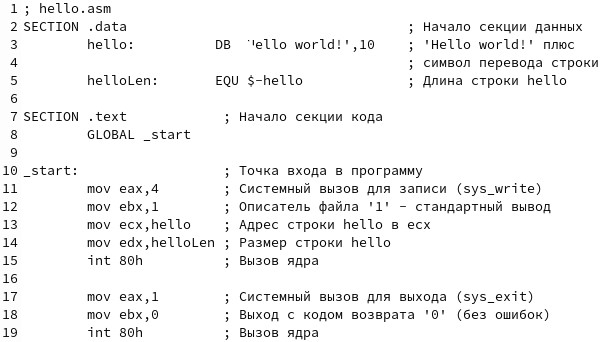 1 ; hello.asm
2 SECTION .data ; Начало секции данных
3 hello: DB 'ello world!',10 ; 'Hello world!' плюс
4 ; символ перевода строки
5 helloLen: EQU $-hello ; Длина строки hello
6
7 SECTION .text ; Начало секции кода
8 GLOBAL _start
9
10 _start: ; Точка входа в программу
11 mov eax,4 ; Системный вызов для записи (sys_write)
12 mov ebx,1 ; Описатель файла '1' - стандартный вывод
13 mov ecx,hello ; Адрес строки hello в ecx
14 mov edx,helloLen ; Размер строки hello
15 int 80h ; Вызов ядра
16
17 mov eax,1 ; Системный вызов для выхода (sys_exit)
18 mov ebx,0 ; Выход с кодом возврата '0' (без ошибок)
19 int 80h ; Вызов ядра